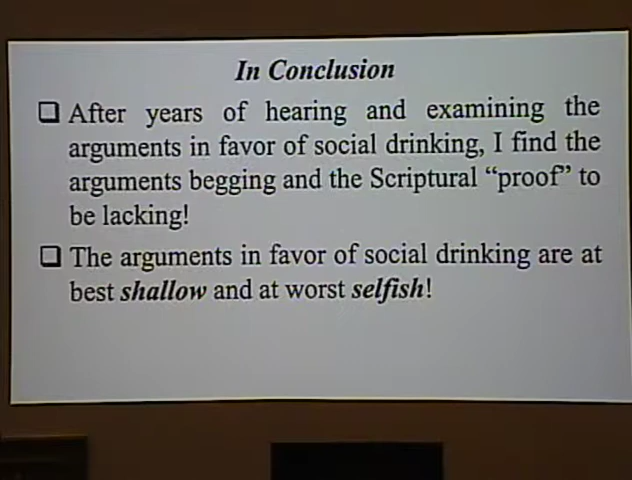 In Conclusion
❑ After years of hearing and examining the
arguments in favor of social drinking, I find the
arguments begging and the Scriptural “proof” to
be lacking!
❑ The arguments in favor of social drinking are at
best shallow and at worst selfish!